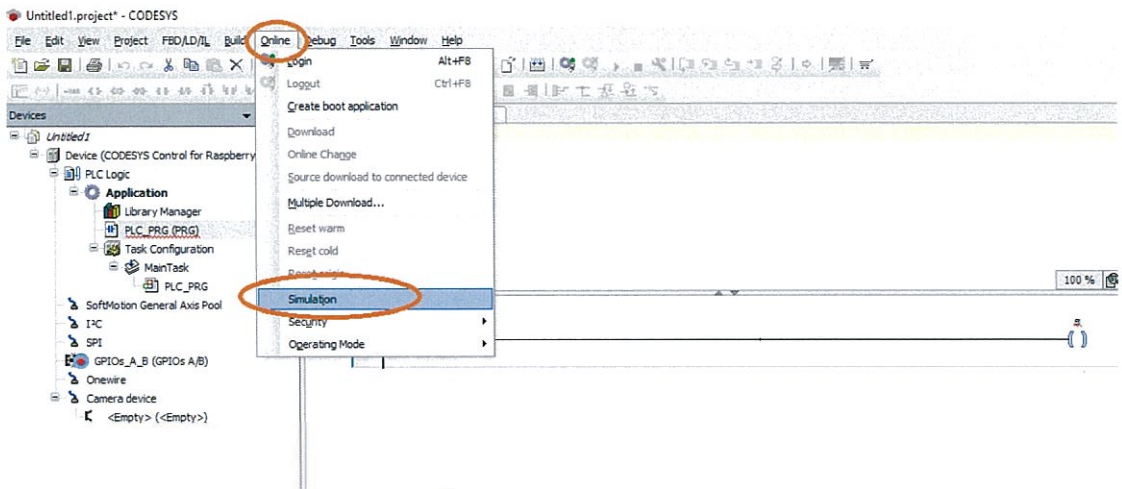 Untitled1.project* - CODESYS
File Edit View Project FBD/LD/IL Build Online Debug Tools Window Help
Login Alt+F8
Logout Ctrl+F8
Create boot application
Download
Online Change
Source download to connected device
Multiple Download...
Reset warm
Reset cold
Reset origin
Simulation
Security
Operating Mode
Devices
Untitled1
Device (CODESYS Control for Raspberry
PLC Logic
Application
Library Manager
PLC_PRG (PRG)
Task Configuration
MainTask
PLC_PRG
SoftMotion General Axis Pool
I²C
SPI
GPIOs_A_B (GPIOs A/B)
Onewire
Camera device
<Empty> (<Empty>)
100 %